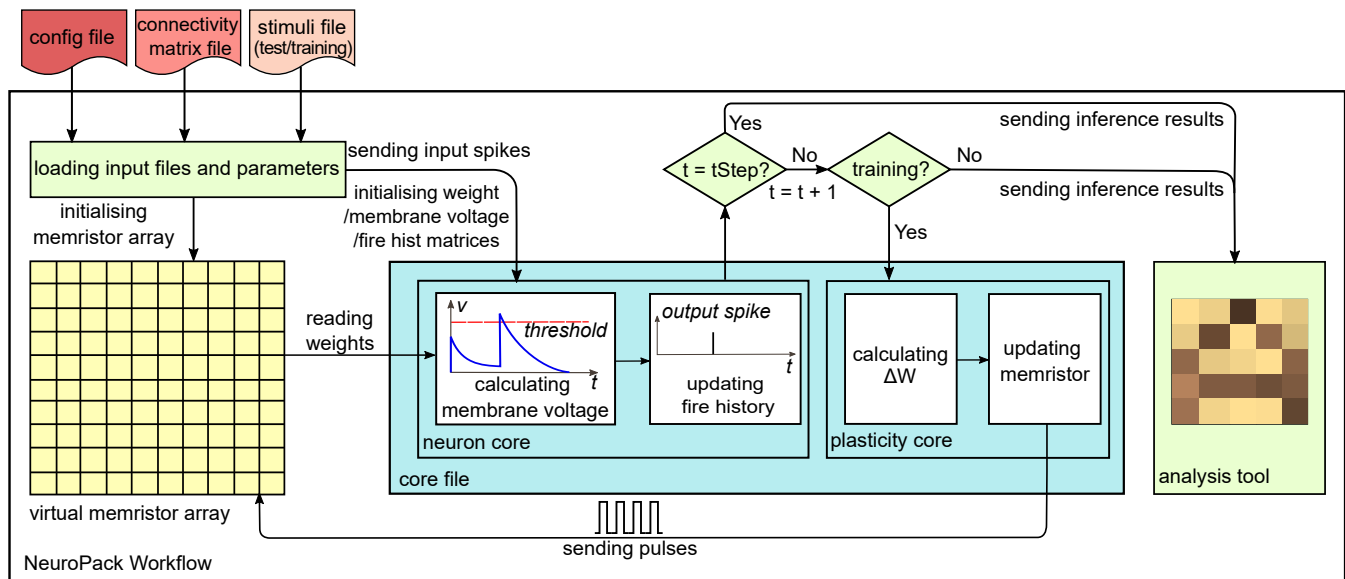 config file
connectivity
matrix file
stimuli file
(test/training)
loading input files and parameters
sending input spikes
initialising weight
/membrane voltage
/fire hist matrices
initialising
memristor array
Yes
sending inference results
t = tStep?
No
t = t + 1
training?
No
sending inference results
Yes
reading
weights
v
threshold
t
calculating
membrane voltage
output spike
t
updating
fire history
neuron core
calculating
ΔW
updating
memristor
plasticity core
core file
analysis tool
virtual memristor array
sending pulses
NeuroPack Workflow